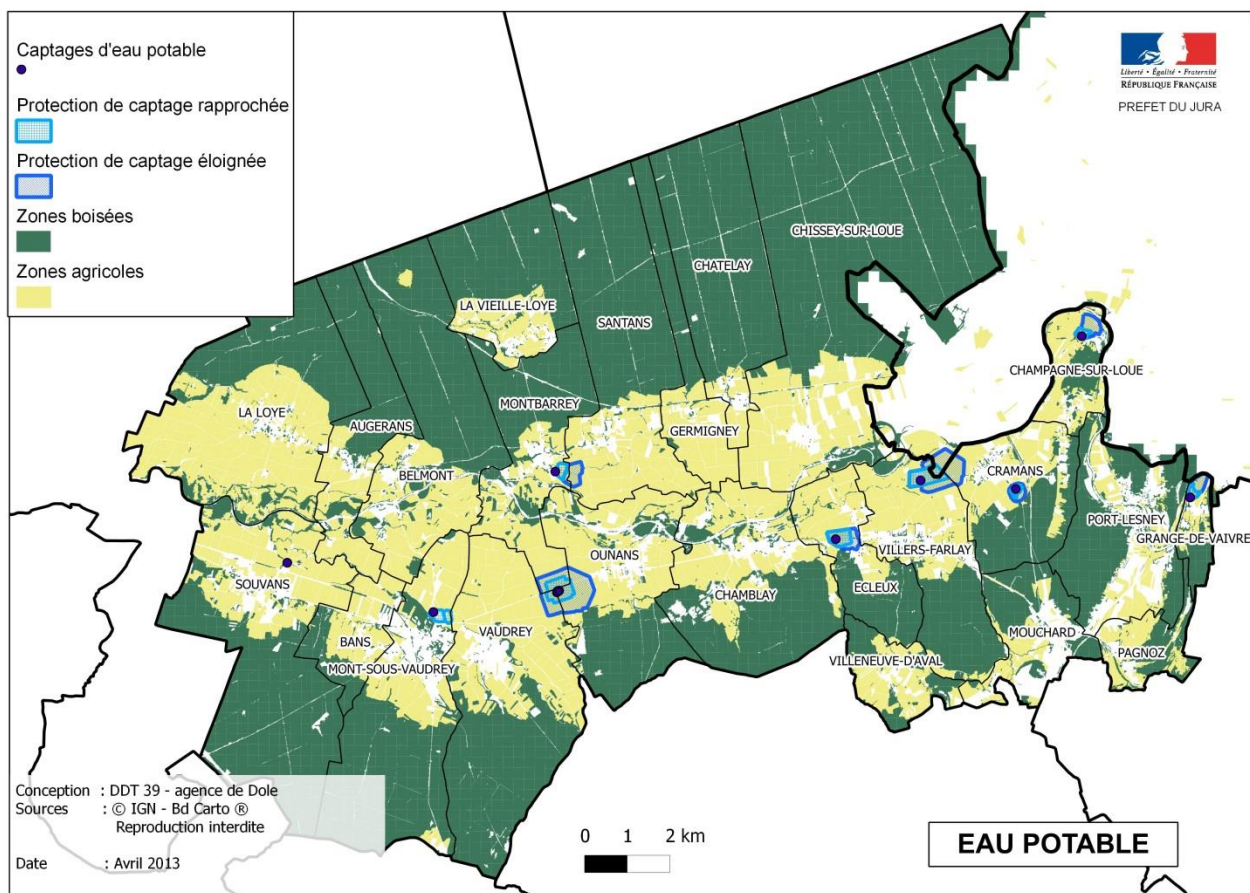 Captages d'eau potable
Protection de captage rapprochée
Protection de captage éloignée
Zones boisées
Zones agricoles
Liberté • Égalité • Fraternité
RÉPUBLIQUE FRANÇAISE
PREFET DU JURA
CHISSEY-SUR-LOUE
CHATELAY
LA VIEILLE-LOYE
SANTANS
CHAMPAGNE-SUR-LOUE
MONTBARREY
LA LOYE
AUGERANS
GERMIGNEY
BELMONT
CRAMANS
PORT-LESNEY
GRANGE-DE-VAIVRE
OUNANS
VILLERS-FARLAY
SOUVANS
ECLEUX
CHAMBLAY
MOUCHARD
VAUDREY
BANS
PAGNOZ
MONT-SOUS-VAUDREY
VILLENEUVE-D'AVAL
Conception : DDT 39 - agence de Dole
Sources : © IGN - Bd Carto ®
Reproduction interdite
Date : Avril 2013
0 1 2 km
EAU POTABLE